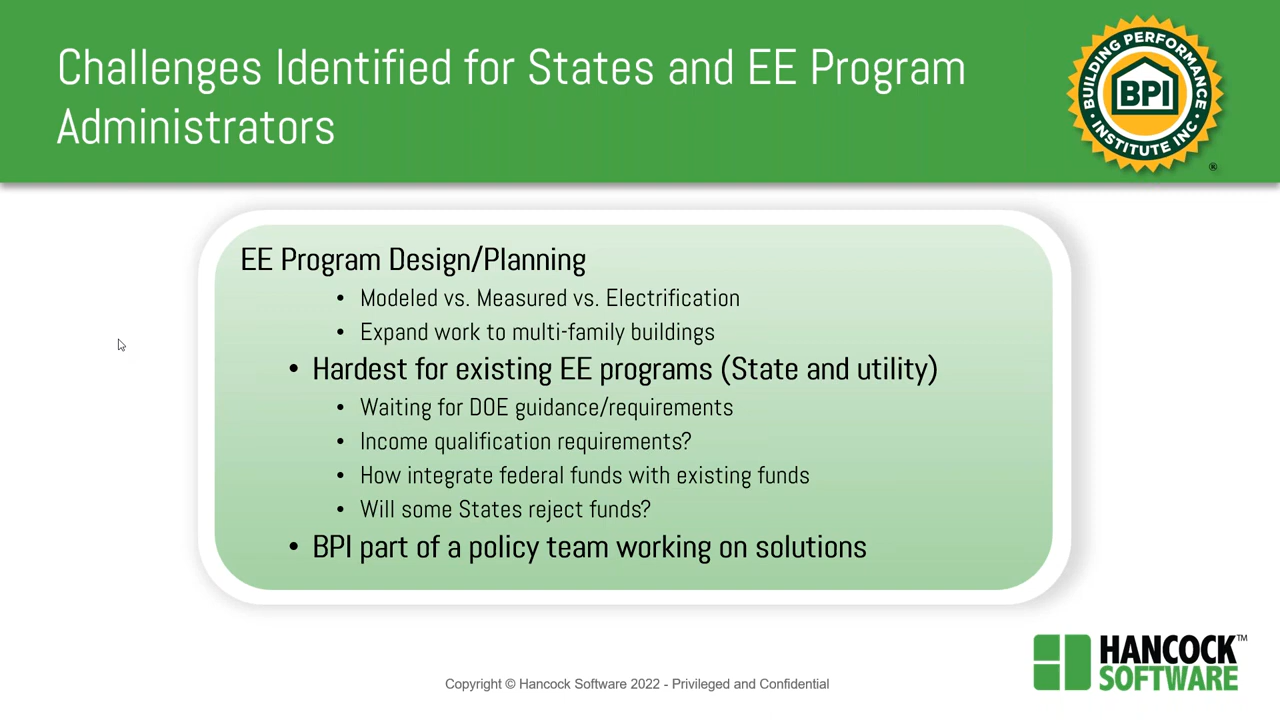 Challenges Identified for States and EE Program
Administrators
BUILDING PERFORMANCE
BPI
INSTITUTE INC
®
EE Program Design/Planning
• Modeled vs. Measured vs. Electrification
• Expand work to multi-family buildings
• Hardest for existing EE programs (State and utility)
• Waiting for DOE guidance/requirements
• Income qualification requirements?
• How integrate federal funds with existing funds
• Will some States reject funds?
• BPI part of a policy team working on solutions
HANCOCK™
SOFTWARE
Copyright © Hancock Software 2022 - Privileged and Confidential